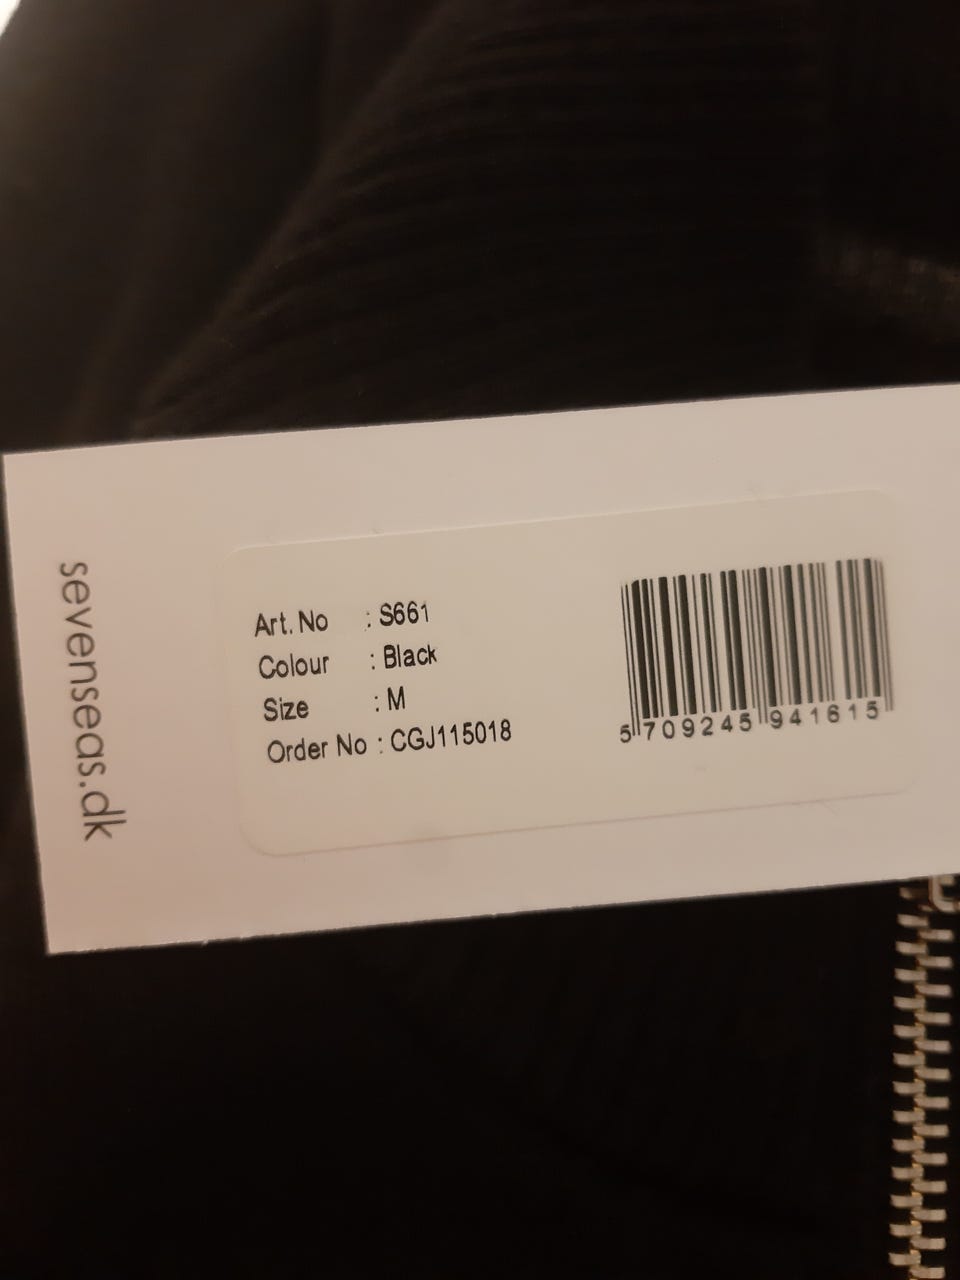 sevenseas.dk
Art. No : S661
Colour : Black
Size : M
Order No : CGJ115018
5 709245 941615